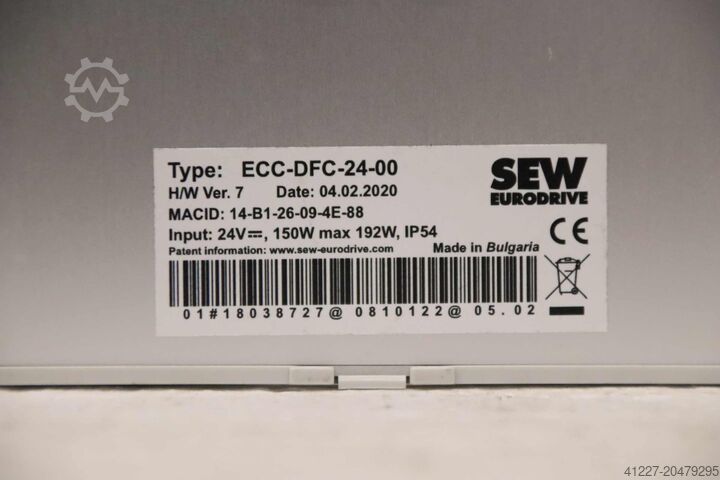 Type: ECC-DFC-24-00
SEW
EURODRIVE
H/W Ver. 7 Date: 04.02.2020
MACID: 14-B1-26-09-4E-88
Input: 24V⎓, 150W max 192W, IP54
Patent information: www.sew-eurodrive.com Made in Bulgaria
CE
01#18038727@ 0810122@ 05.02
41227-20479295